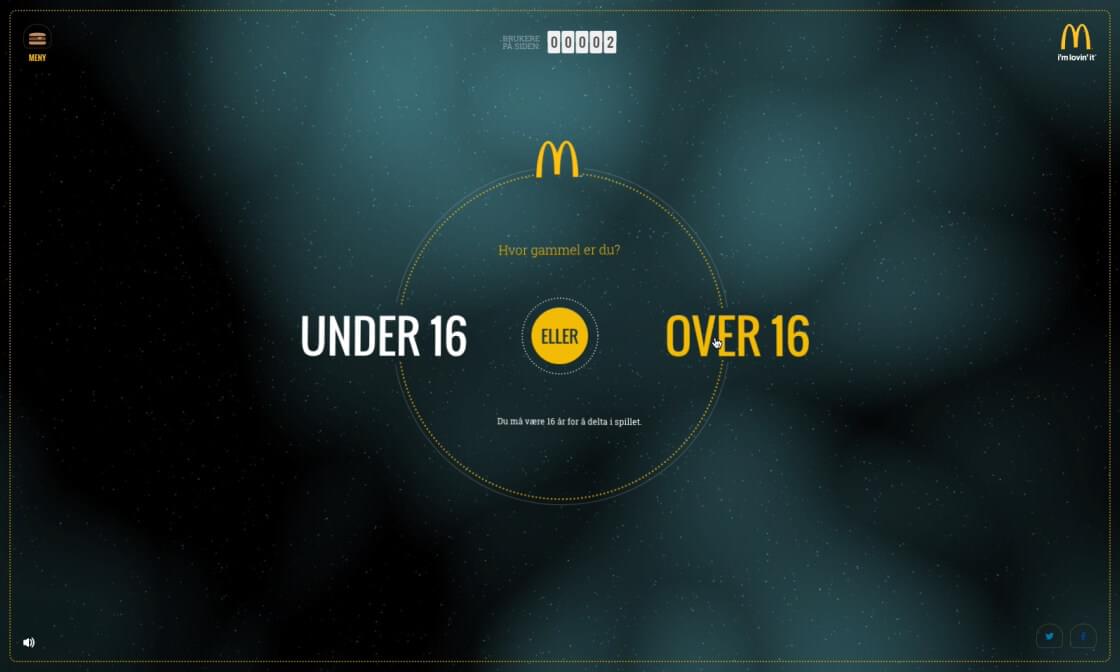 MENY
BRUKERE
PÅ SIDEN:
00002
i'm lovin' it
Hvor gammel er du?
UNDER 16
ELLER
OVER 16
Du må være 16 år for å delta i spillet.